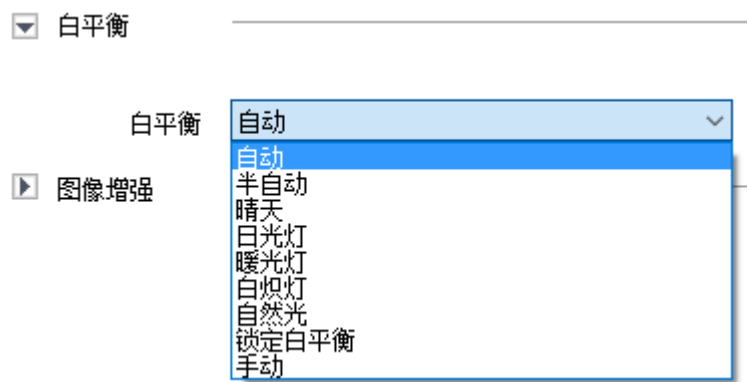 白平衡
白平衡 自动
自动
半自动
图像增强
晴天
日光灯
暖光灯
白炽灯
自然光
锁定白平衡
手动